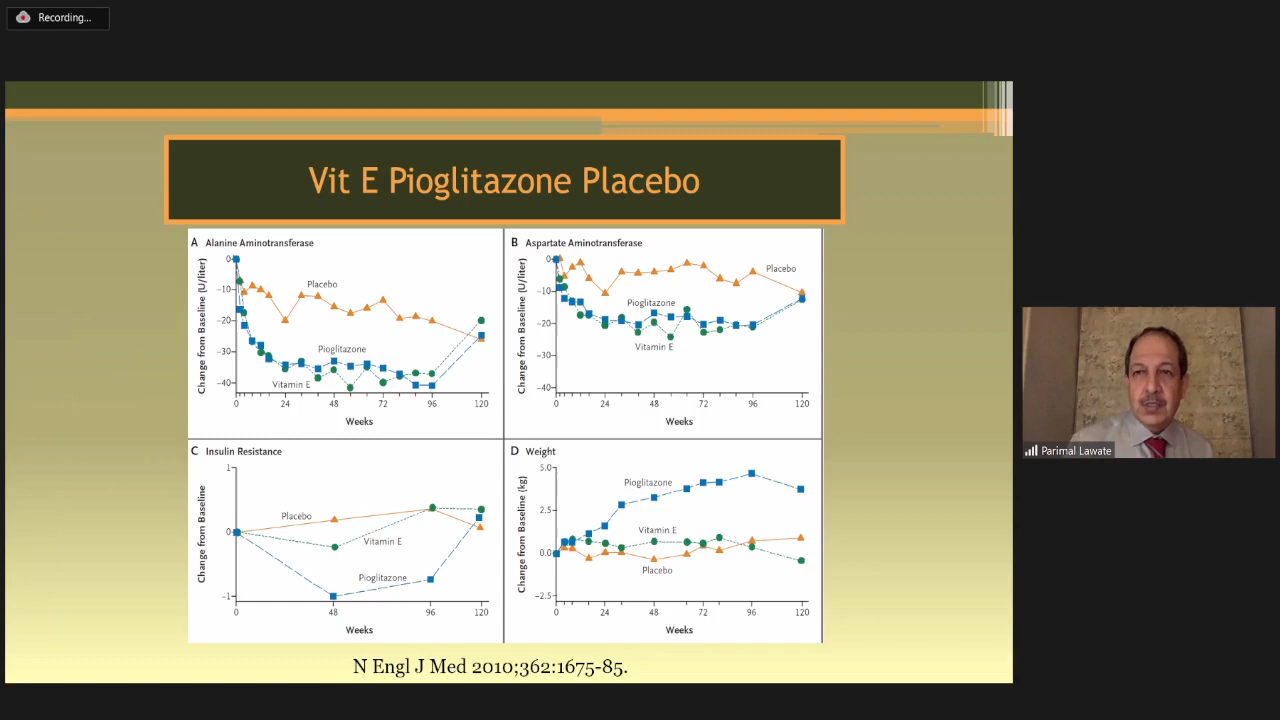 Recording...
Vit E Pioglitazone Placebo
A Alanine Aminotransferase
Change from Baseline (U/liter)
0
−10
−20
−30
−40
Placebo
Pioglitazone
Vitamin E
0 24 48 72 96 120
Weeks
B Aspartate Aminotransferase
Change from Baseline (U/liter)
0
−10
−20
−30
−40
Placebo
Pioglitazone
Vitamin E
0 24 48 72 96 120
Weeks
C Insulin Resistance
Change from Baseline
1
0
−1
Placebo
Vitamin E
Pioglitazone
0 48 96 120
Weeks
D Weight
Change from Baseline (kg)
5.0
2.5
0.0
−2.5
Pioglitazone
Vitamin E
Placebo
0 24 48 72 96 120
Weeks
N Engl J Med 2010;362:1675-85.
Parimal Lawate